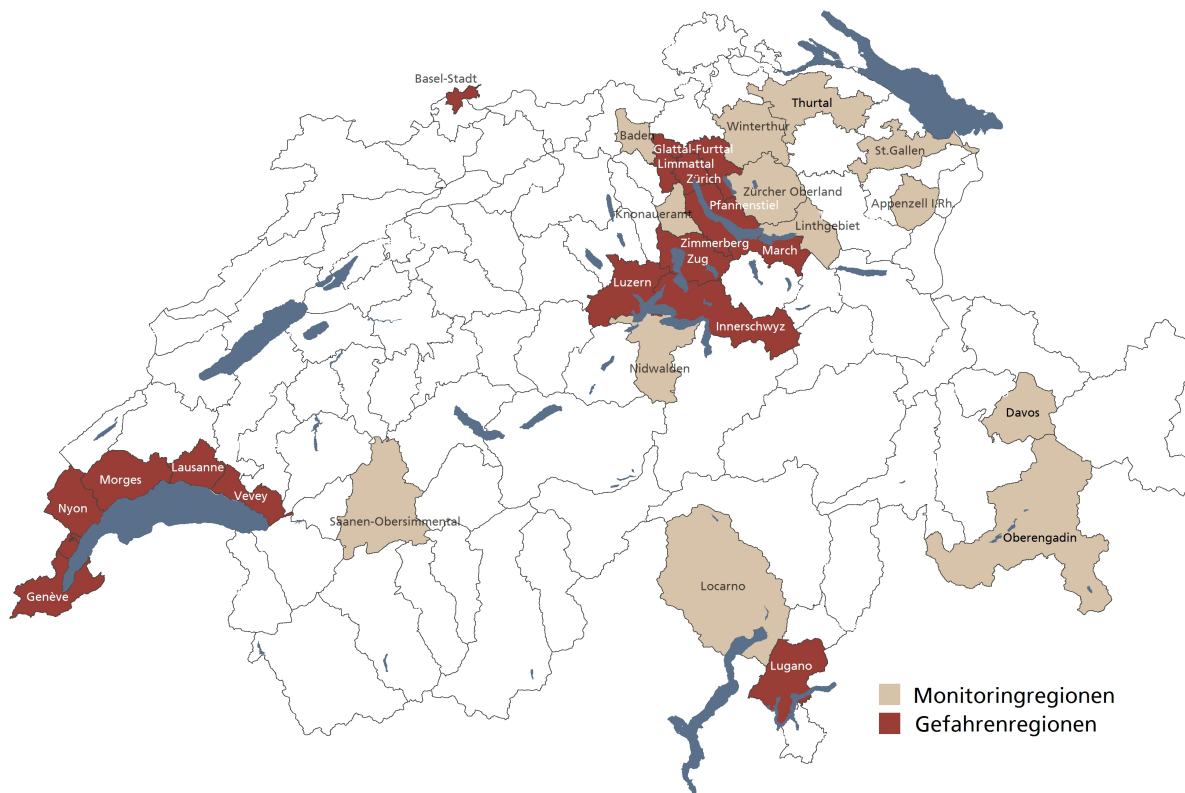 Basel-Stadt
Thurtal
Baden
Winterthur
Glattal-Furttal
St.Gallen
Limmattal
Zürich
Zürcher Oberland
Appenzell I.Rh.
Pfannenstiel
Knonaueramt
Linthgebiet
Zimmerberg
March
Zug
Luzern
Innerschwyz
Nidwalden
Davos
Lausanne
Morges
Vevey
Nyon
Saanen-Obersimmental
Oberengadin
Locarno
Genève
Lugano
Monitoringregionen
Gefahrenregionen